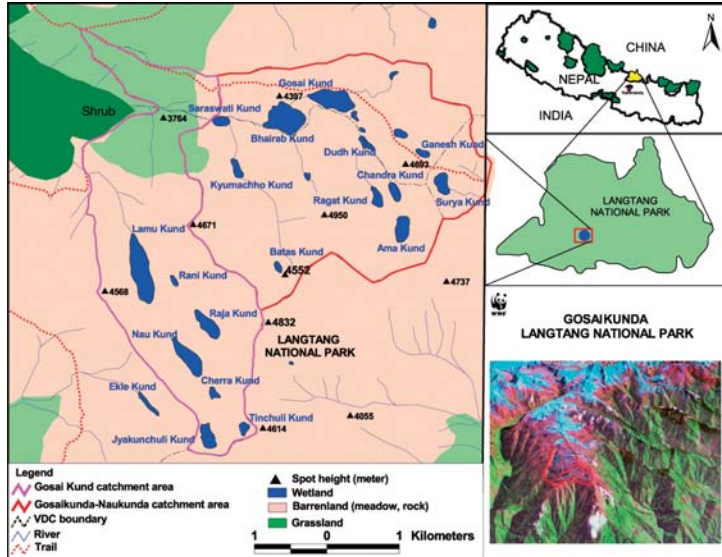 Gosai Kund
4397
Saraswati Kund
Shrub
3764
Bhairab Kund
Dudh Kund
Ganesh Kund
4693
Kyumachho Kund
Chandra Kund
Ragat Kund
Surya Kund
4950
Lamu Kund
4671
Ama Kund
Batas Kund
4552
Rani Kund
4568
4737
Raja Kund
4832
Nau Kund
LANGTANG
NATIONAL PARK
Ekle Kund
Cherra Kund
Tinchuli Kund
4055
4614
Jyakunchuli Kund
Legend
Gosai Kund catchment area
Gosaikunda-Naukunda catchment area
VDC boundary
River
Trail
Spot height (meter)
Wetland
Barrenland (meadow, rock)
Grassland
1 0 1 Kilometers
N
CHINA
NEPAL
INDIA
LANGTANG
NATIONAL PARK
WWF
GOSAIKUNDA
LANGTANG NATIONAL PARK